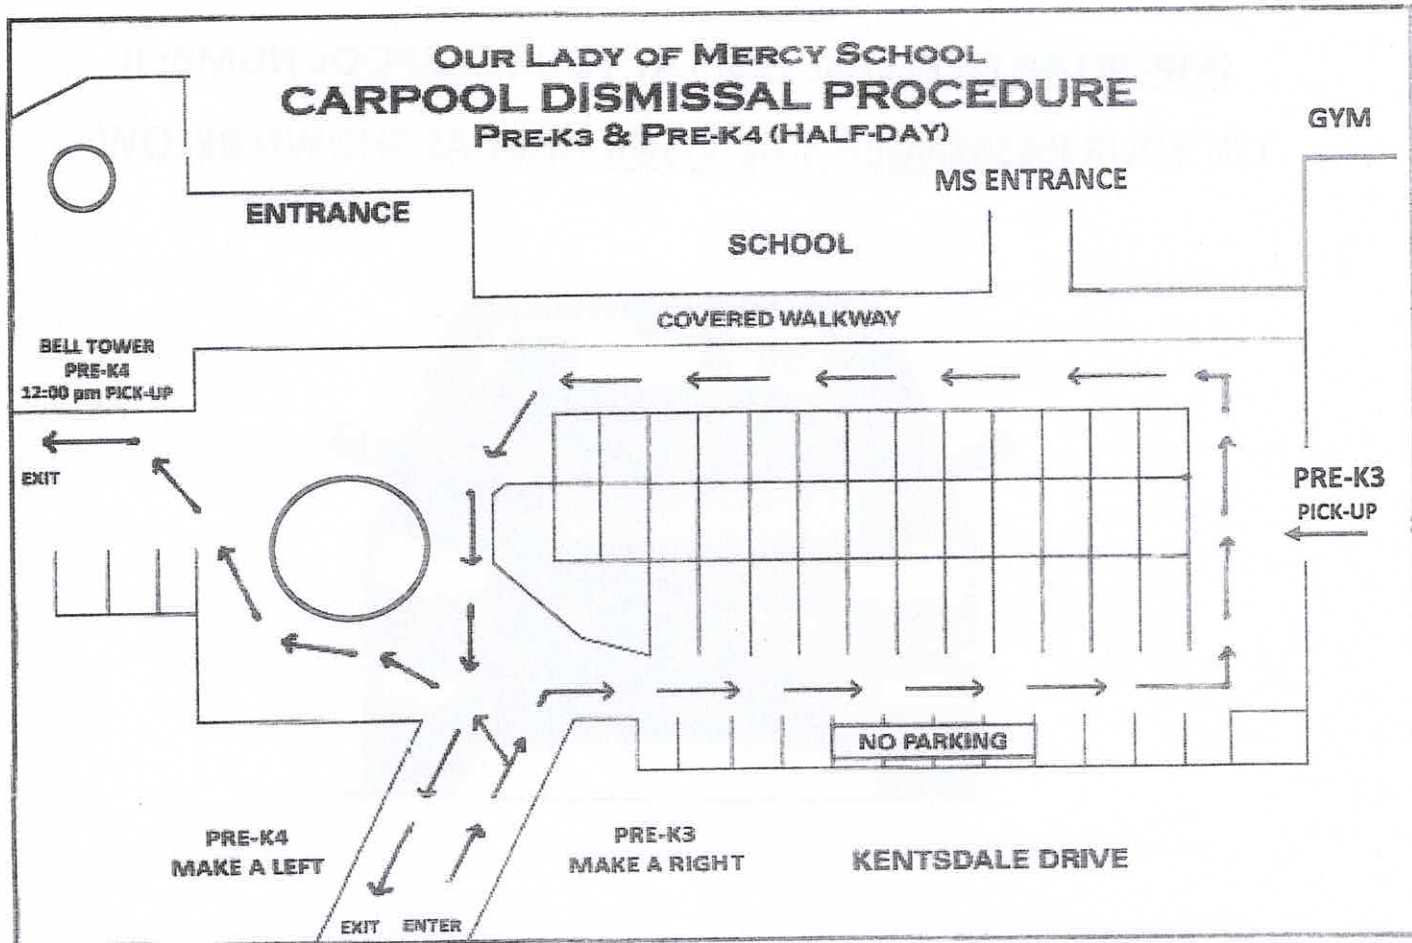 OUR LADY OF MERCY SCHOOL
CARPOOL DISMISSAL PROCEDURE
PRE-K3 & PRE-K4 (HALF-DAY)
GYM
MS ENTRANCE
ENTRANCE
SCHOOL
COVERED WALKWAY
BELL TOWER
PRE-K4
12:00 pm PICK-UP
EXIT
PRE-K3
PICK-UP
NO PARKING
PRE-K4
MAKE A LEFT
PRE-K3
MAKE A RIGHT
KENTSDALE DRIVE
EXIT ENTER